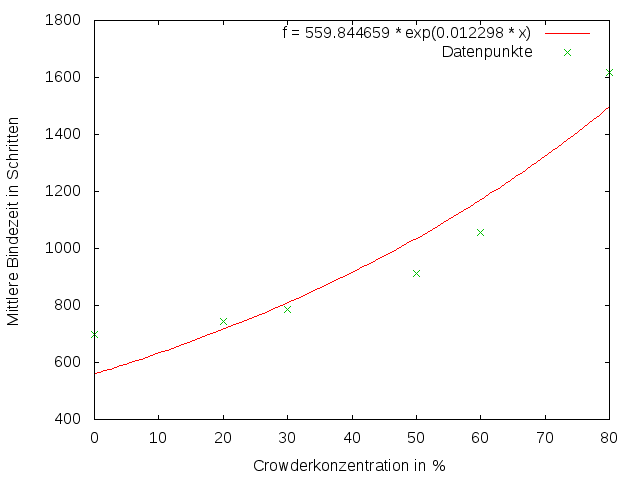 f = 559.844659 * exp(0.012298 * x)
Datenpunkte
Mittlere Bindezeit in Schritten
1800
1600
1400
1200
1000
800
600
400
0 10 20 30 40 50 60 70 80
Crowderkonzentration in %